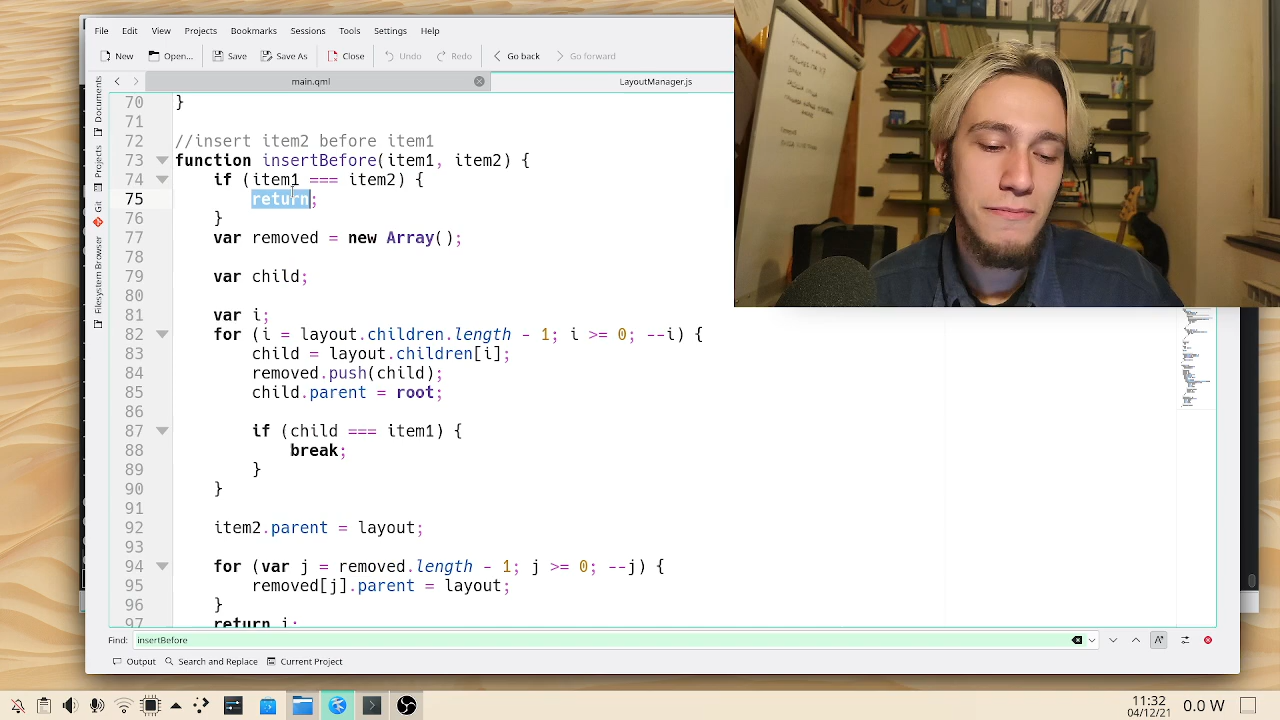 File Edit View Projects Bookmarks Sessions Tools Settings Help
New Open... Save Save As Close Undo Redo Go back Go forward
main.qml LayoutManager.js
Documents
Projects
Git
Filesystem Browser
70 }
71
72 //insert item2 before item1
73 function insertBefore(item1, item2) {
74 if (item1 === item2) {
75 return;
76 }
77 var removed = new Array();
78
79 var child;
80
81 var i;
82 for (i = layout.children.length - 1; i >= 0; --i) {
83 child = layout.children[i];
84 removed.push(child);
85 child.parent = root;
86
87 if (child === item1) {
88 break;
89 }
90 }
91
92 item2.parent = layout;
93
94 for (var j = removed.length - 1; j >= 0; --j) {
95 removed[j].parent = layout;
96 }
97 return i;
Find: insertBefore
Output Search and Replace Current Project
11:32
04/12/21
0.0 W